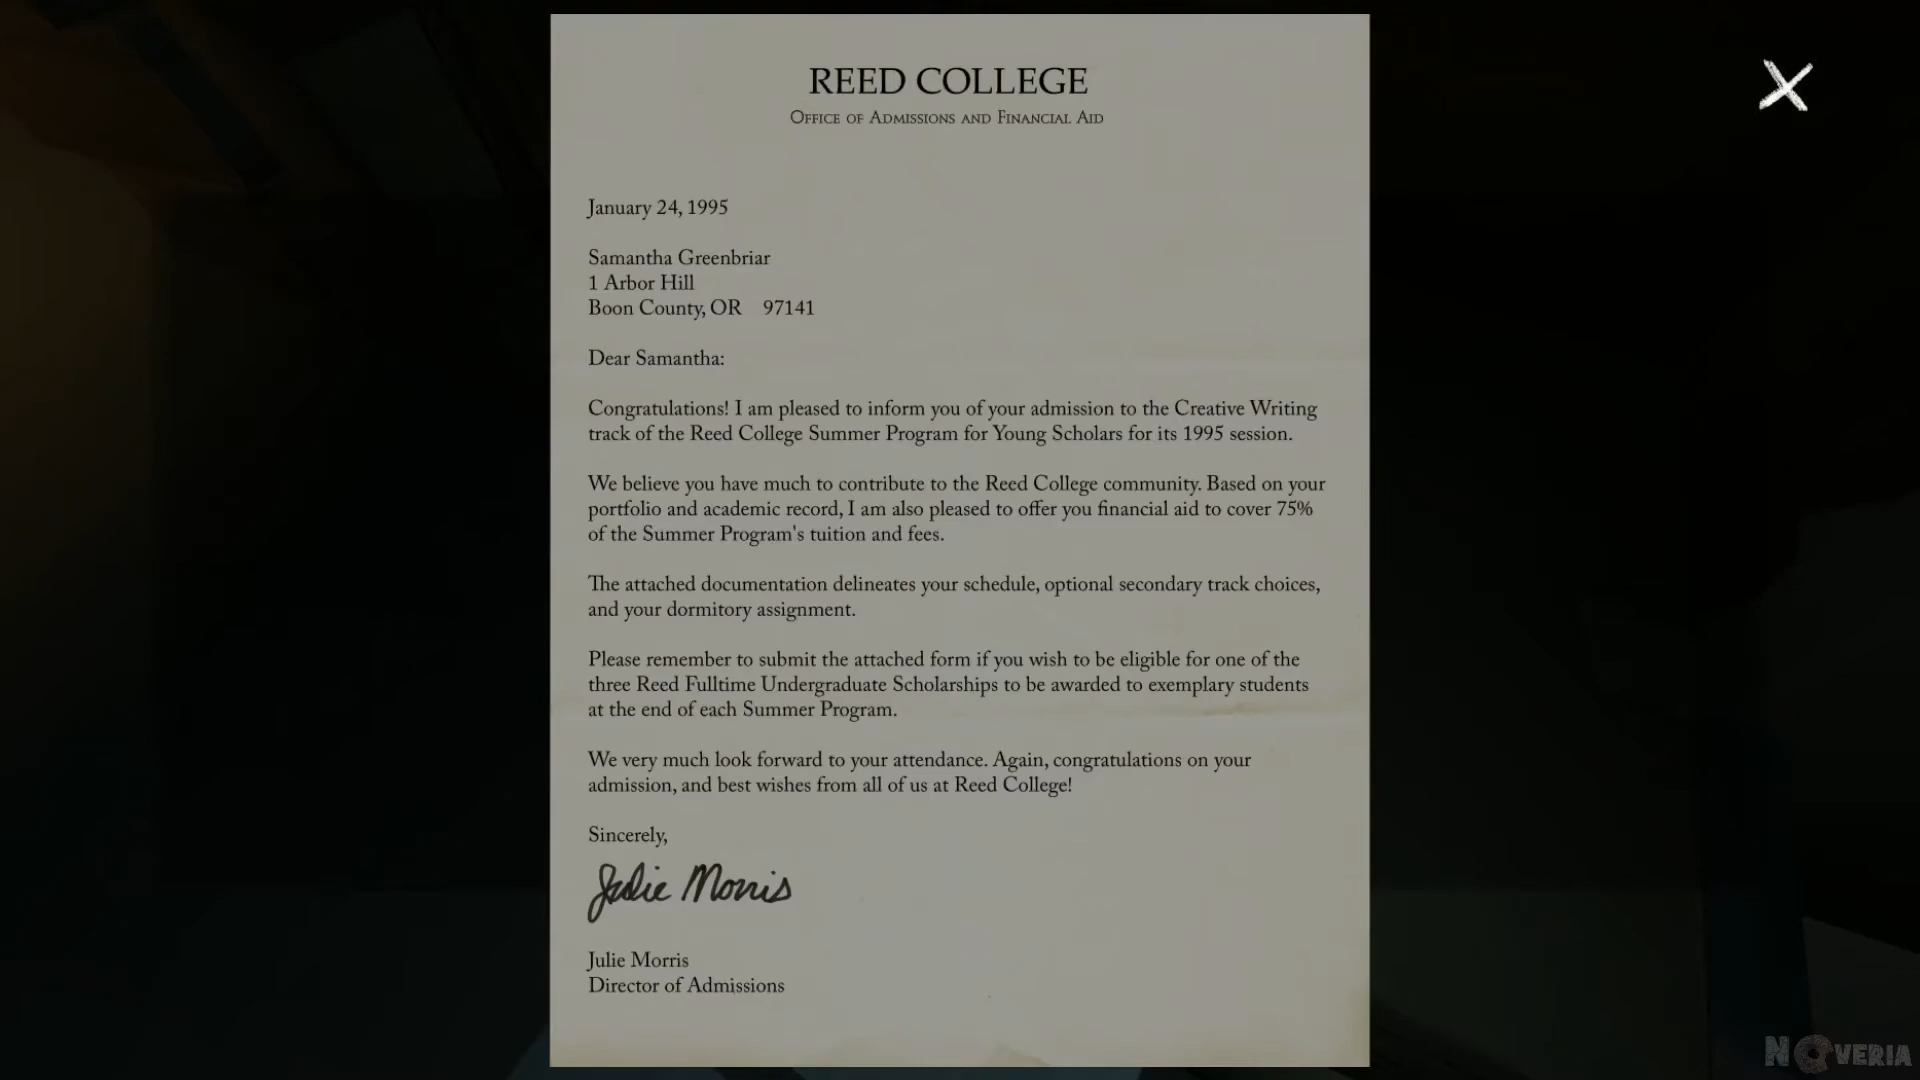 REED COLLEGE
OFFICE OF ADMISSIONS AND FINANCIAL AID
January 24, 1995
Samantha Greenbriar
1 Arbor Hill
Boon County, OR 97141
Dear Samantha:
Congratulations! I am pleased to inform you of your admission to the Creative Writing
track of the Reed College Summer Program for Young Scholars for its 1995 session.
We believe you have much to contribute to the Reed College community. Based on your
portfolio and academic record, I am also pleased to offer you financial aid to cover 75%
of the Summer Program's tuition and fees.
The attached documentation delineates your schedule, optional secondary track choices,
and your dormitory assignment.
Please remember to submit the attached form if you wish to be eligible for one of the
three Reed Fulltime Undergraduate Scholarships to be awarded to exemplary students
at the end of each Summer Program.
We very much look forward to your attendance. Again, congratulations on your
admission, and best wishes from all of us at Reed College!
Sincerely,
Julie Morris
Julie Morris
Director of Admissions
NOVERIA